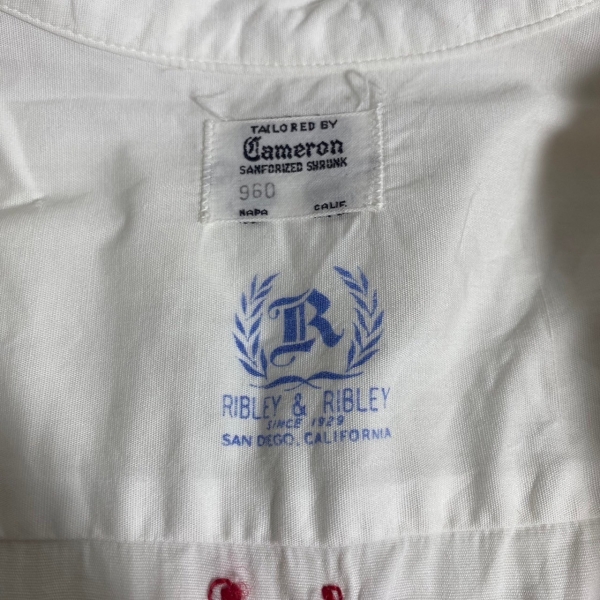 TAILORED BY
Cameron
SANFORIZED SHRUNK
960
NAPA CALIF.
R
RIBLEY & RIBLEY
SINCE 1929
SAN DEGO, CALIFORNIA